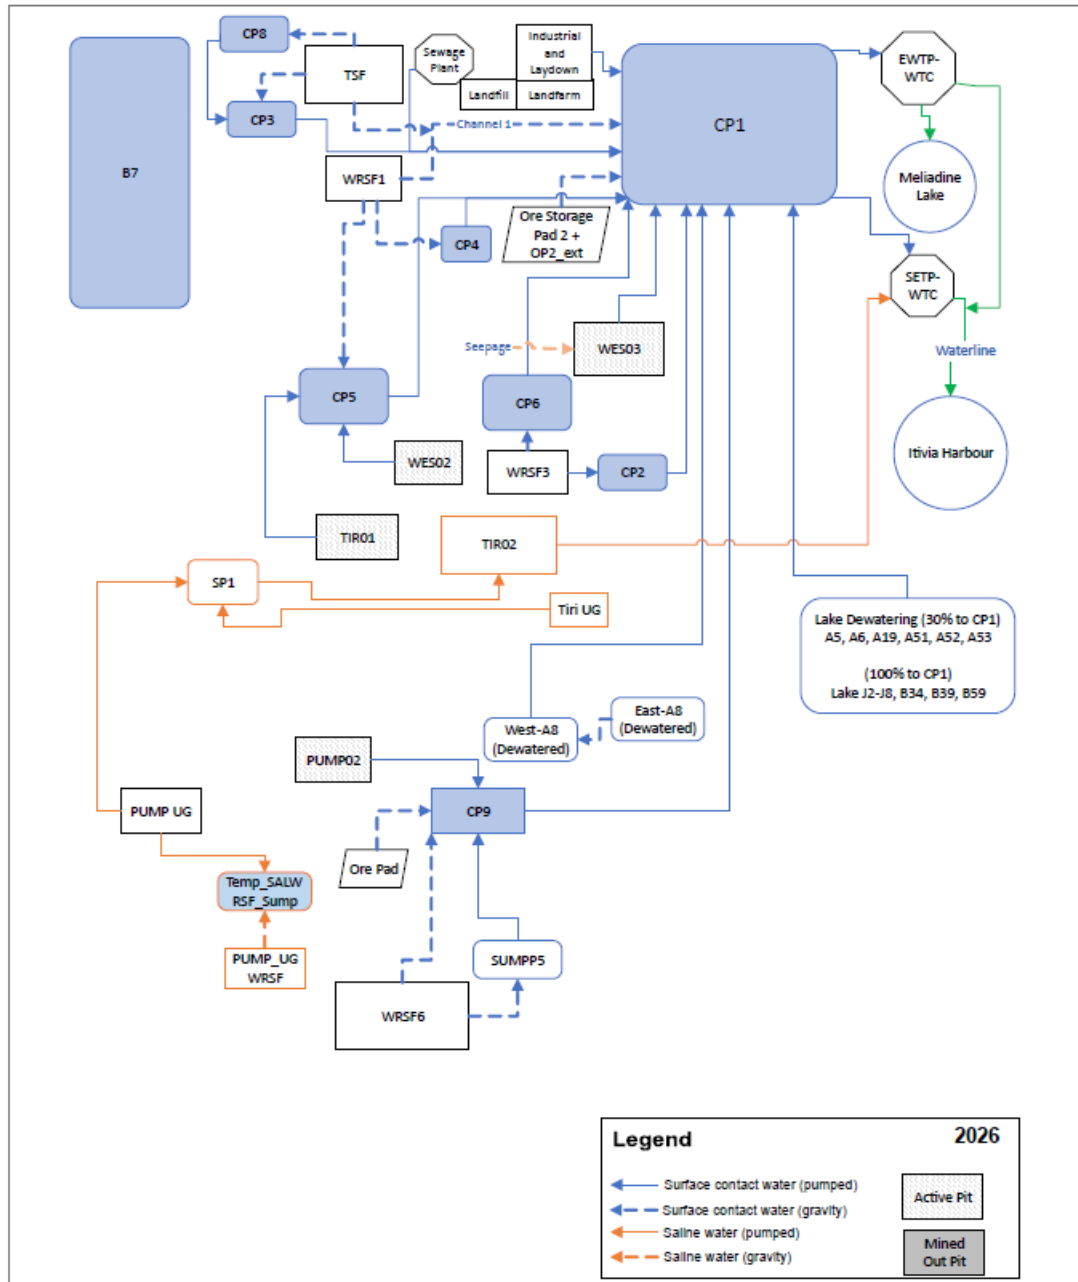 CP8
TSF
Sewage
Plant
Industrial
and
Laydown
Landfill
Landfarm
CP1
EWTP-
WTC
CP3
Channel 1
B7
WRSF1
Meliadine
Lake
CP4
Ore Storage
Pad 2 +
OP2_ext
SETP-
WTC
Seepage
WES03
Waterline
CP5
CP6
Itivia Harbour
WES02
WRSF3
CP2
TIR01
TIR02
SP1
Tiri UG
Lake Dewatering (30% to CP1)
A5, A6, A19, A51, A52, A53
(100% to CP1)
Lake J2-J8, B34, B39, B59
East-A8
(Dewatered)
West-A8
(Dewatered)
PUMP02
PUMP UG
CP9
Ore Pad
Temp_SALW
RSF_Sump
PUMP_UG
WRSF
SUMPP5
WRSF6
Legend
2026
Surface contact water (pumped)
Surface contact water (gravity)
Saline water (pumped)
Saline water (gravity)
Active Pit
Mined
Out Pit